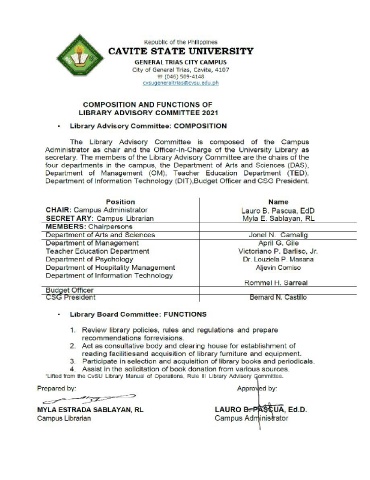 Republic of the Philippines
CAVITE STATE UNIVERSITY
GENERAL TRIAS CITY CAMPUS
City of General Trias, Cavite, 4107
☏ (046) 509-4148
cvsugeneraltrias@cvsu.edu.ph
COMPOSITION AND FUNCTIONS OF
LIBRARY ADVISORY COMMITTEE 2021
• Library Advisory Committee: COMPOSITION
The Library Advisory Committee is composed of the Campus
Administrator as chair and the Officer-In-Charge of the University Library as
secretary. The members of the Library Advisory Committee are the chairs of the
four departments in the campus, the Department of Arts and Sciences (DAS),
Department of Management (OM), Teacher Education Department (TED),
Department of Information Technology (DIT),Budget Officer and CSG President.
Position Name
CHAIR: Campus Administrator Lauro B. Pascua, EdD
SECRETARY: Campus Librarian Myla E. Sablayan, RL
MEMBERS: Chairpersons
Department of Arts and Sciences Jonel N. Camalig
Department of Management April G. Gile
Teacher Education Department Victoriano P. Barliso, Jr.
Department of Psychology Dr. Louziela P. Masana
Department of Hospitality Management Aljevin Comiso
Department of Information Technology
Rommel H. Barreal
Budget Officer
CSG President Bernard N. Castillo
• Library Board Committee: FUNCTIONS
1. Review library policies, rules and regulations and prepare
recommendations forrevisions.
2. Act as consultative body and clearing house for establishment of
reading facilitiesand acquisition of library furniture and equipment.
3. Participate in selection and acquisition of library books and periodicals.
4. Assist in the solicitation of book donation from various sources.
*Lifted from the CvSU Library Manual of Operations, Rule III Library Advisory Committee.
Prepared by: Approved by:
MYLA ESTRADA SABLAYAN, RL LAURO B. PASCUA, Ed.D.
Campus Librarian Campus Administrator